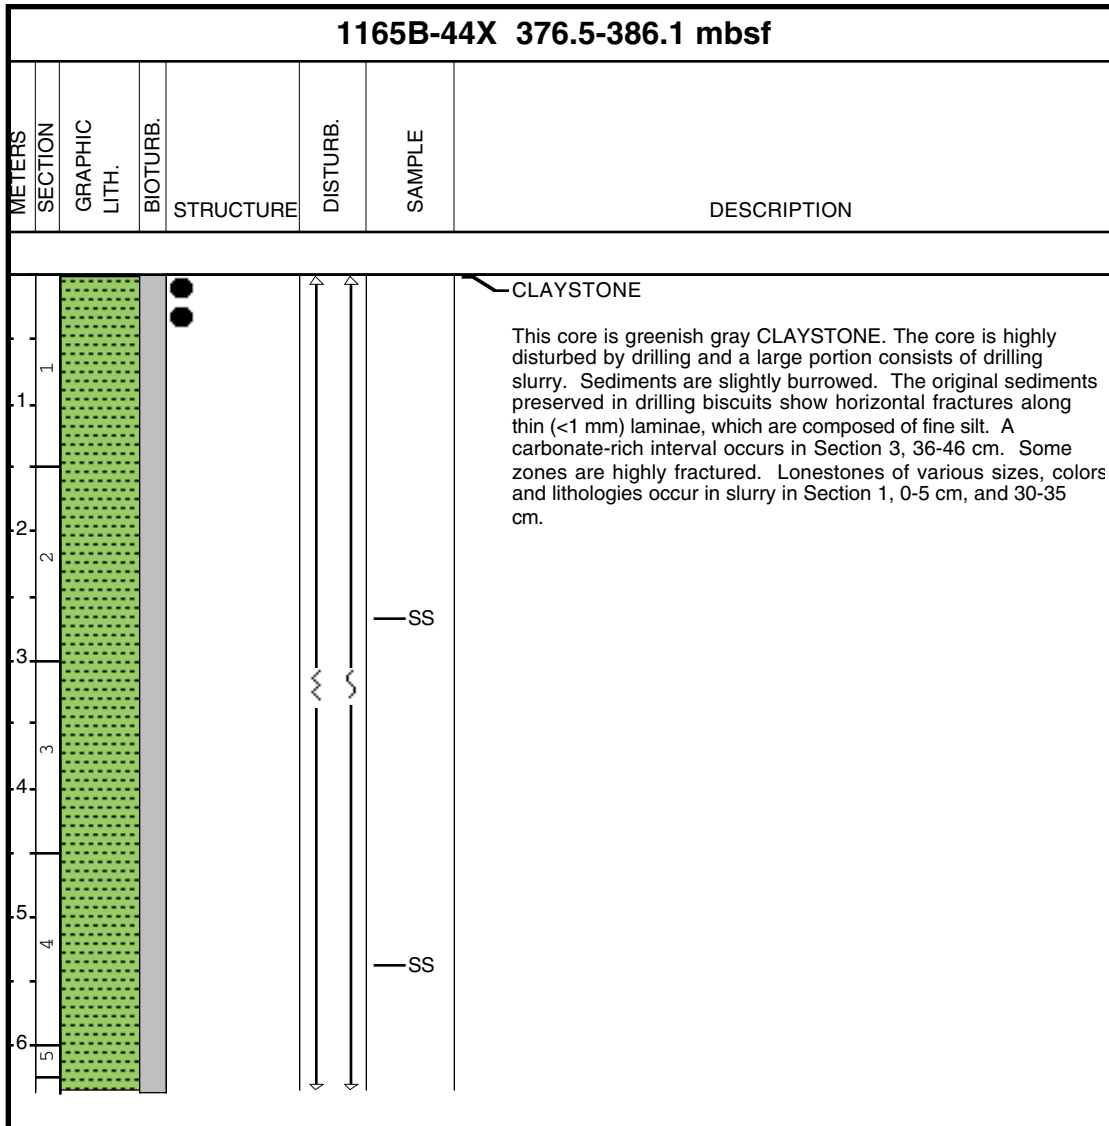 1165B-44X 376.5-386.1 mbsf
METERS
SECTION
GRAPHIC
LITH.
BIOTURB.
STRUCTURE
DISTURB.
SAMPLE
DESCRIPTION
CLAYSTONE
This core is greenish gray CLAYSTONE. The core is highly
disturbed by drilling and a large portion consists of drilling
slurry. Sediments are slightly burrowed. The original sediments
preserved in drilling biscuits show horizontal fractures along
thin (<1 mm) laminae, which are composed of fine silt. A
carbonate-rich interval occurs in Section 3, 36-46 cm. Some
zones are highly fractured. Lonestones of various sizes, colors
and lithologies occur in slurry in Section 1, 0-5 cm, and 30-35
cm.
1
1
2
2
SS
3
3
4
5
4
SS
6
5